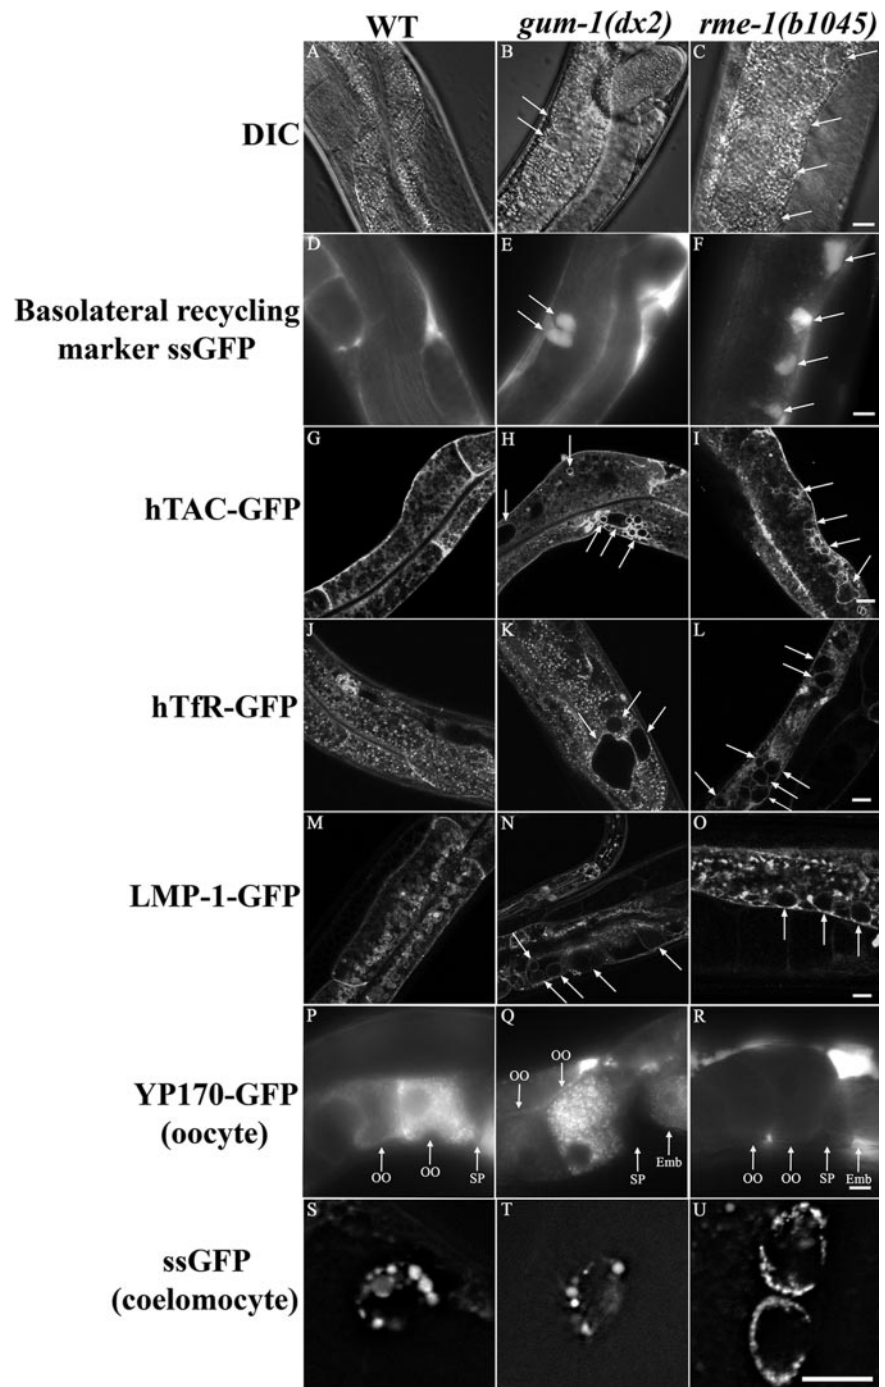 WT gum-1(dx2) rme-1(b1045)
DIC
A B C
Basolateral recycling
marker ssGFP
D E F
hTAC-GFP
G H I
hTfR-GFP
J K L
LMP-1-GFP
M N O
YP170-GFP
(oocyte)
P Q R
OO OO SP
OO OO SP Emb
OO OO SP Emb
ssGFP
(coelomocyte)
S T U